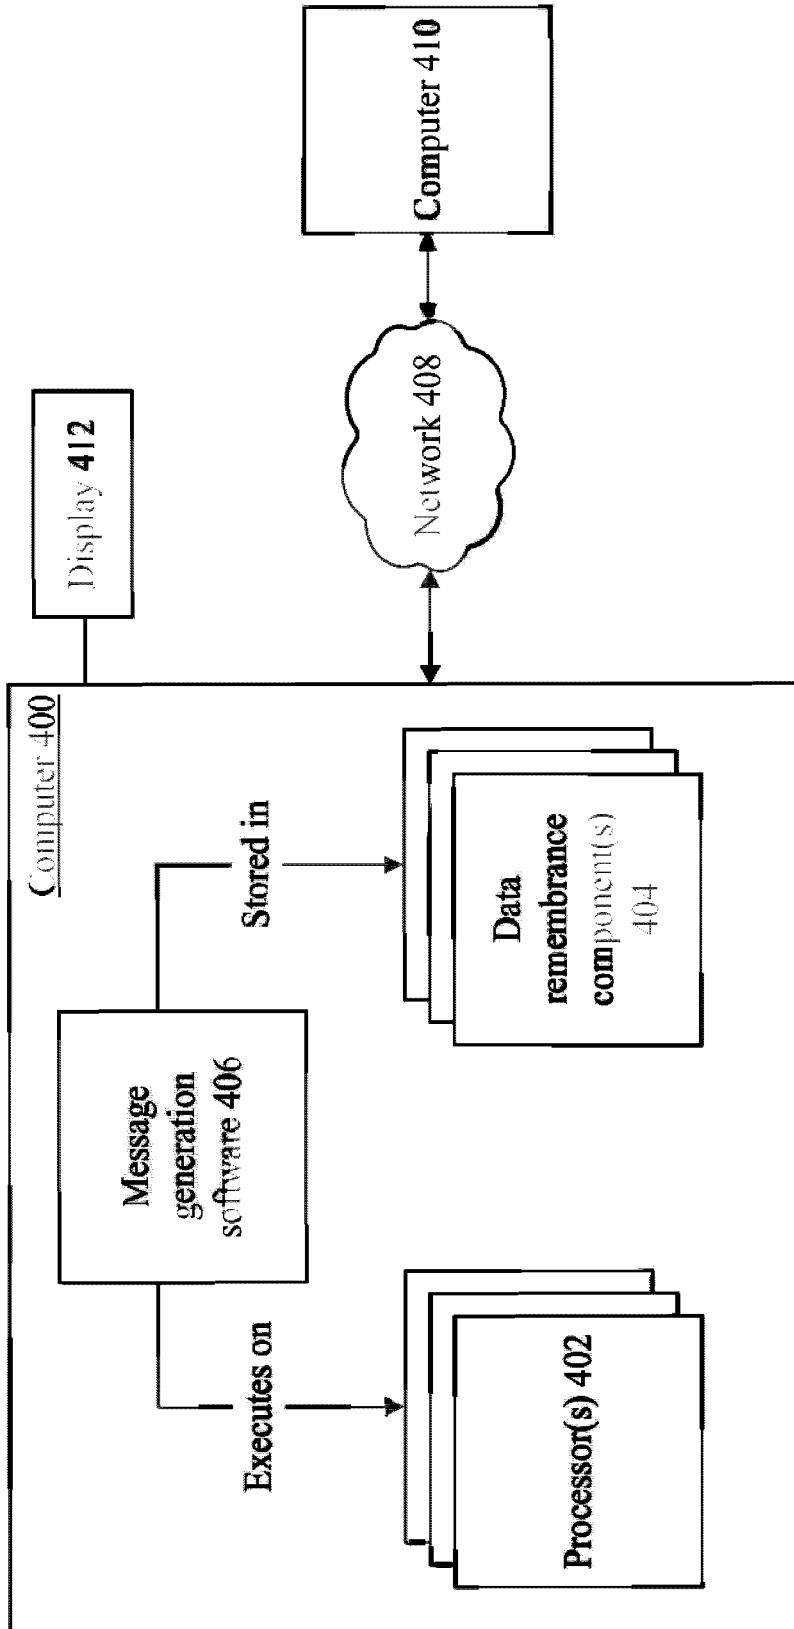 Computer 400
Message
generation
software 406
Executes on
Stored in
Processor(s) 402
Data
remembrance
component(s)
404
Display 412
Network 408
Computer 410